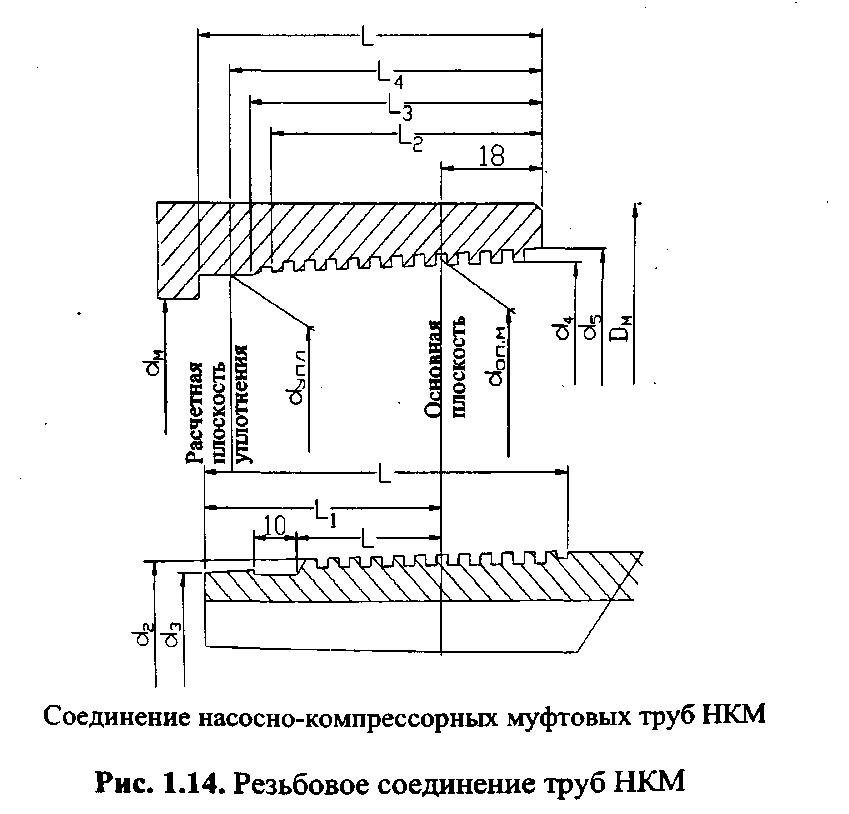 L
L4
L3
L2
18
dм
Расчетная
плоскость
уплотнения
dупл
Основная
плоскость
dоп.м
d4
d5
Dм
L
L1
10
L
d2
d3
Соединение насосно-компрессорных муфтовых труб НКМ
Рис. 1.14. Резьбовое соединение труб НКМ